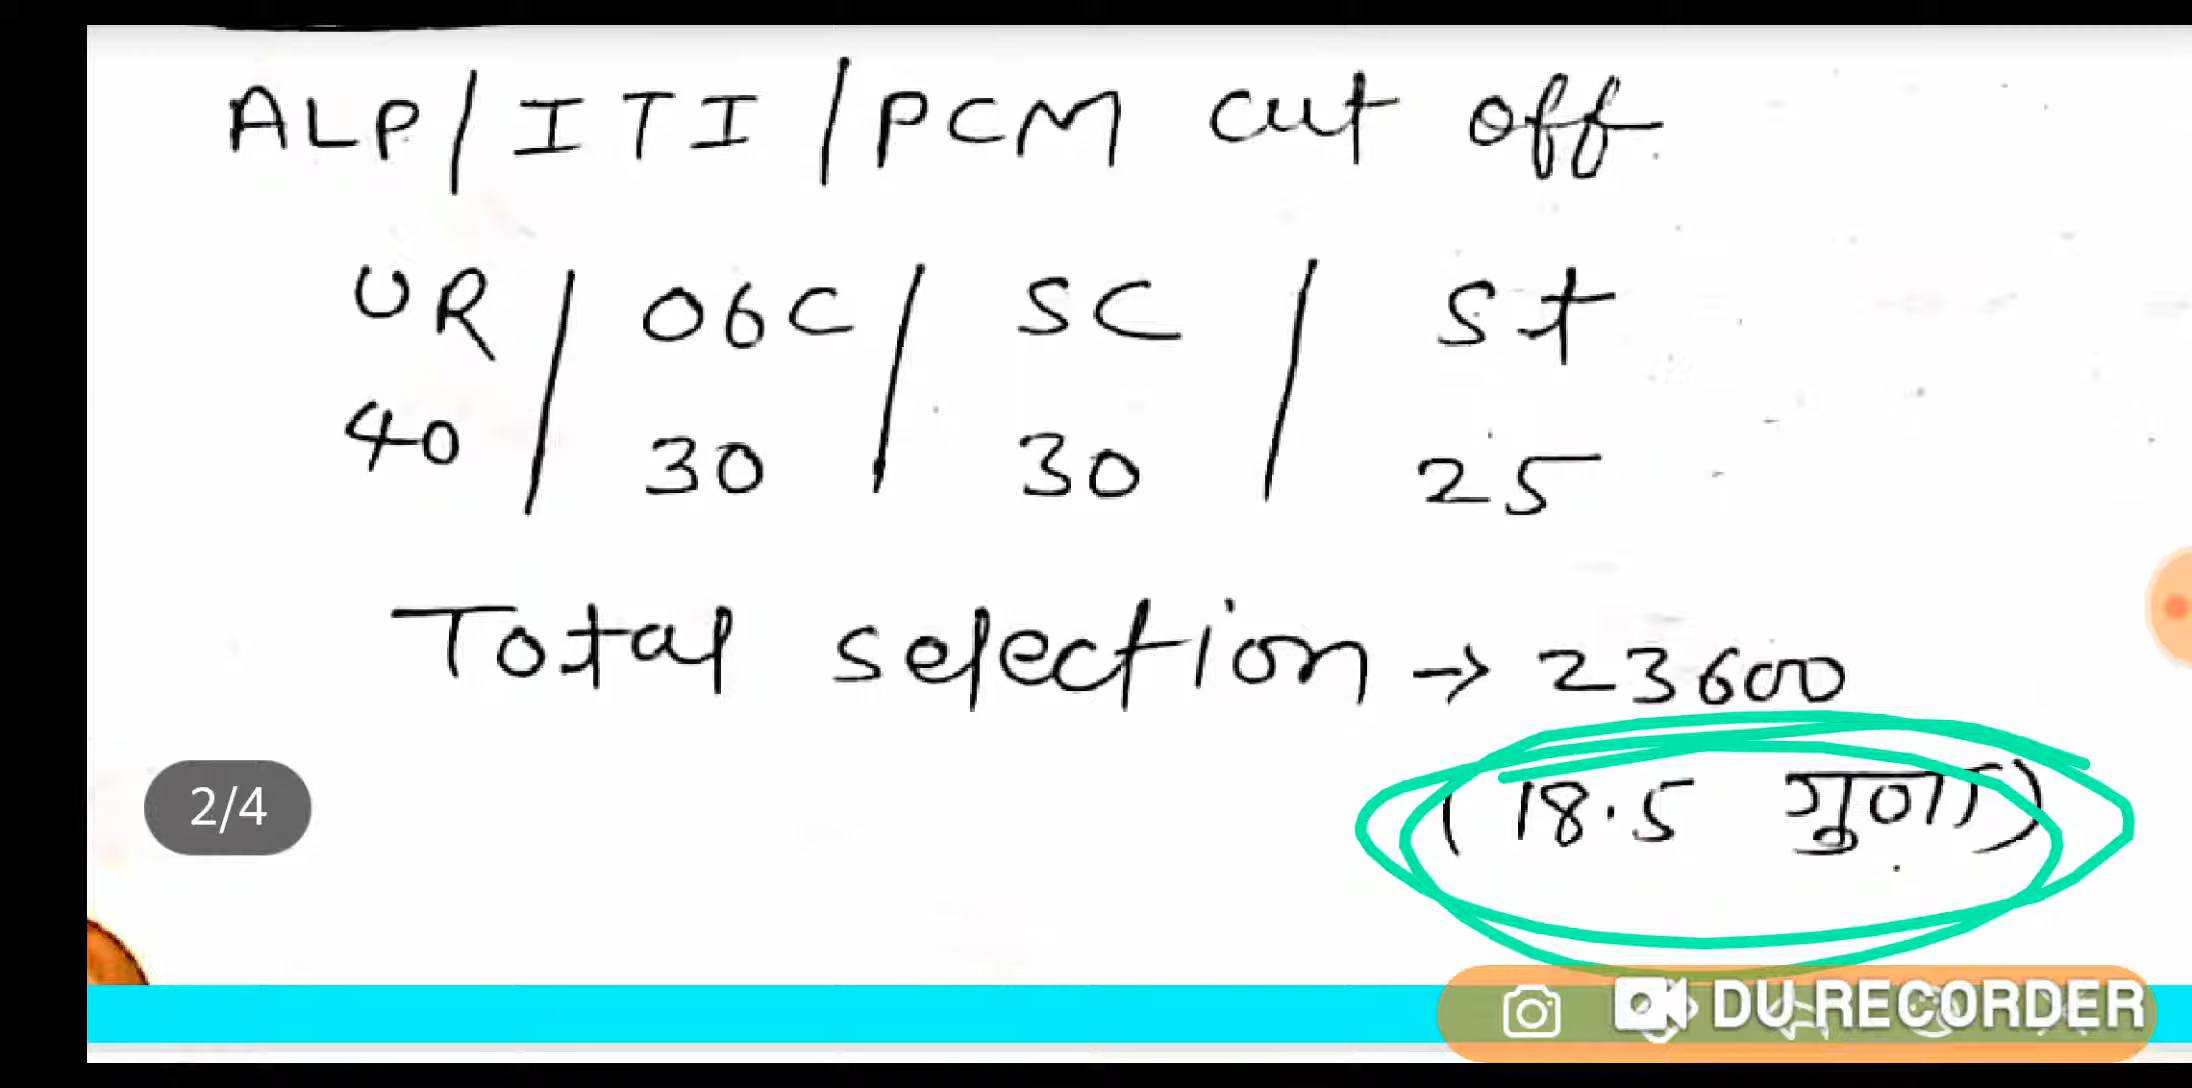 ALP/ITI/PCM cut off
UR / OBC / SC / St
40 / 30 / 30 / 25
Total selection → 23600
(18.5 गुणा)
2/4
DU RECORDER